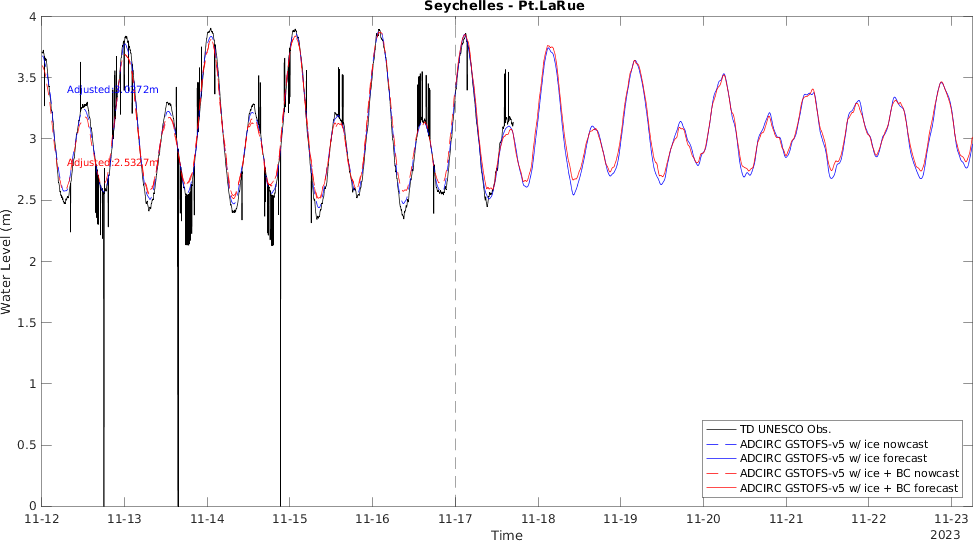 Seychelles - Pt.LaRue
4
3.5
3
2.5
2
1.5
1
0.5
0
Water Level (m)
Adjusted:2.5327m
11-12
11-13
11-14
11-15
11-16
11-17
11-18
11-19
11-20
11-21
11-22
11-23
2023
Time
TD UNESCO Obs.
ADCIRC GSTOFS-v5 w/ ice nowcast
ADCIRC GSTOFS-v5 w/ ice forecast
ADCIRC GSTOFS-v5 w/ ice + BC nowcast
ADCIRC GSTOFS-v5 w/ ice + BC forecast